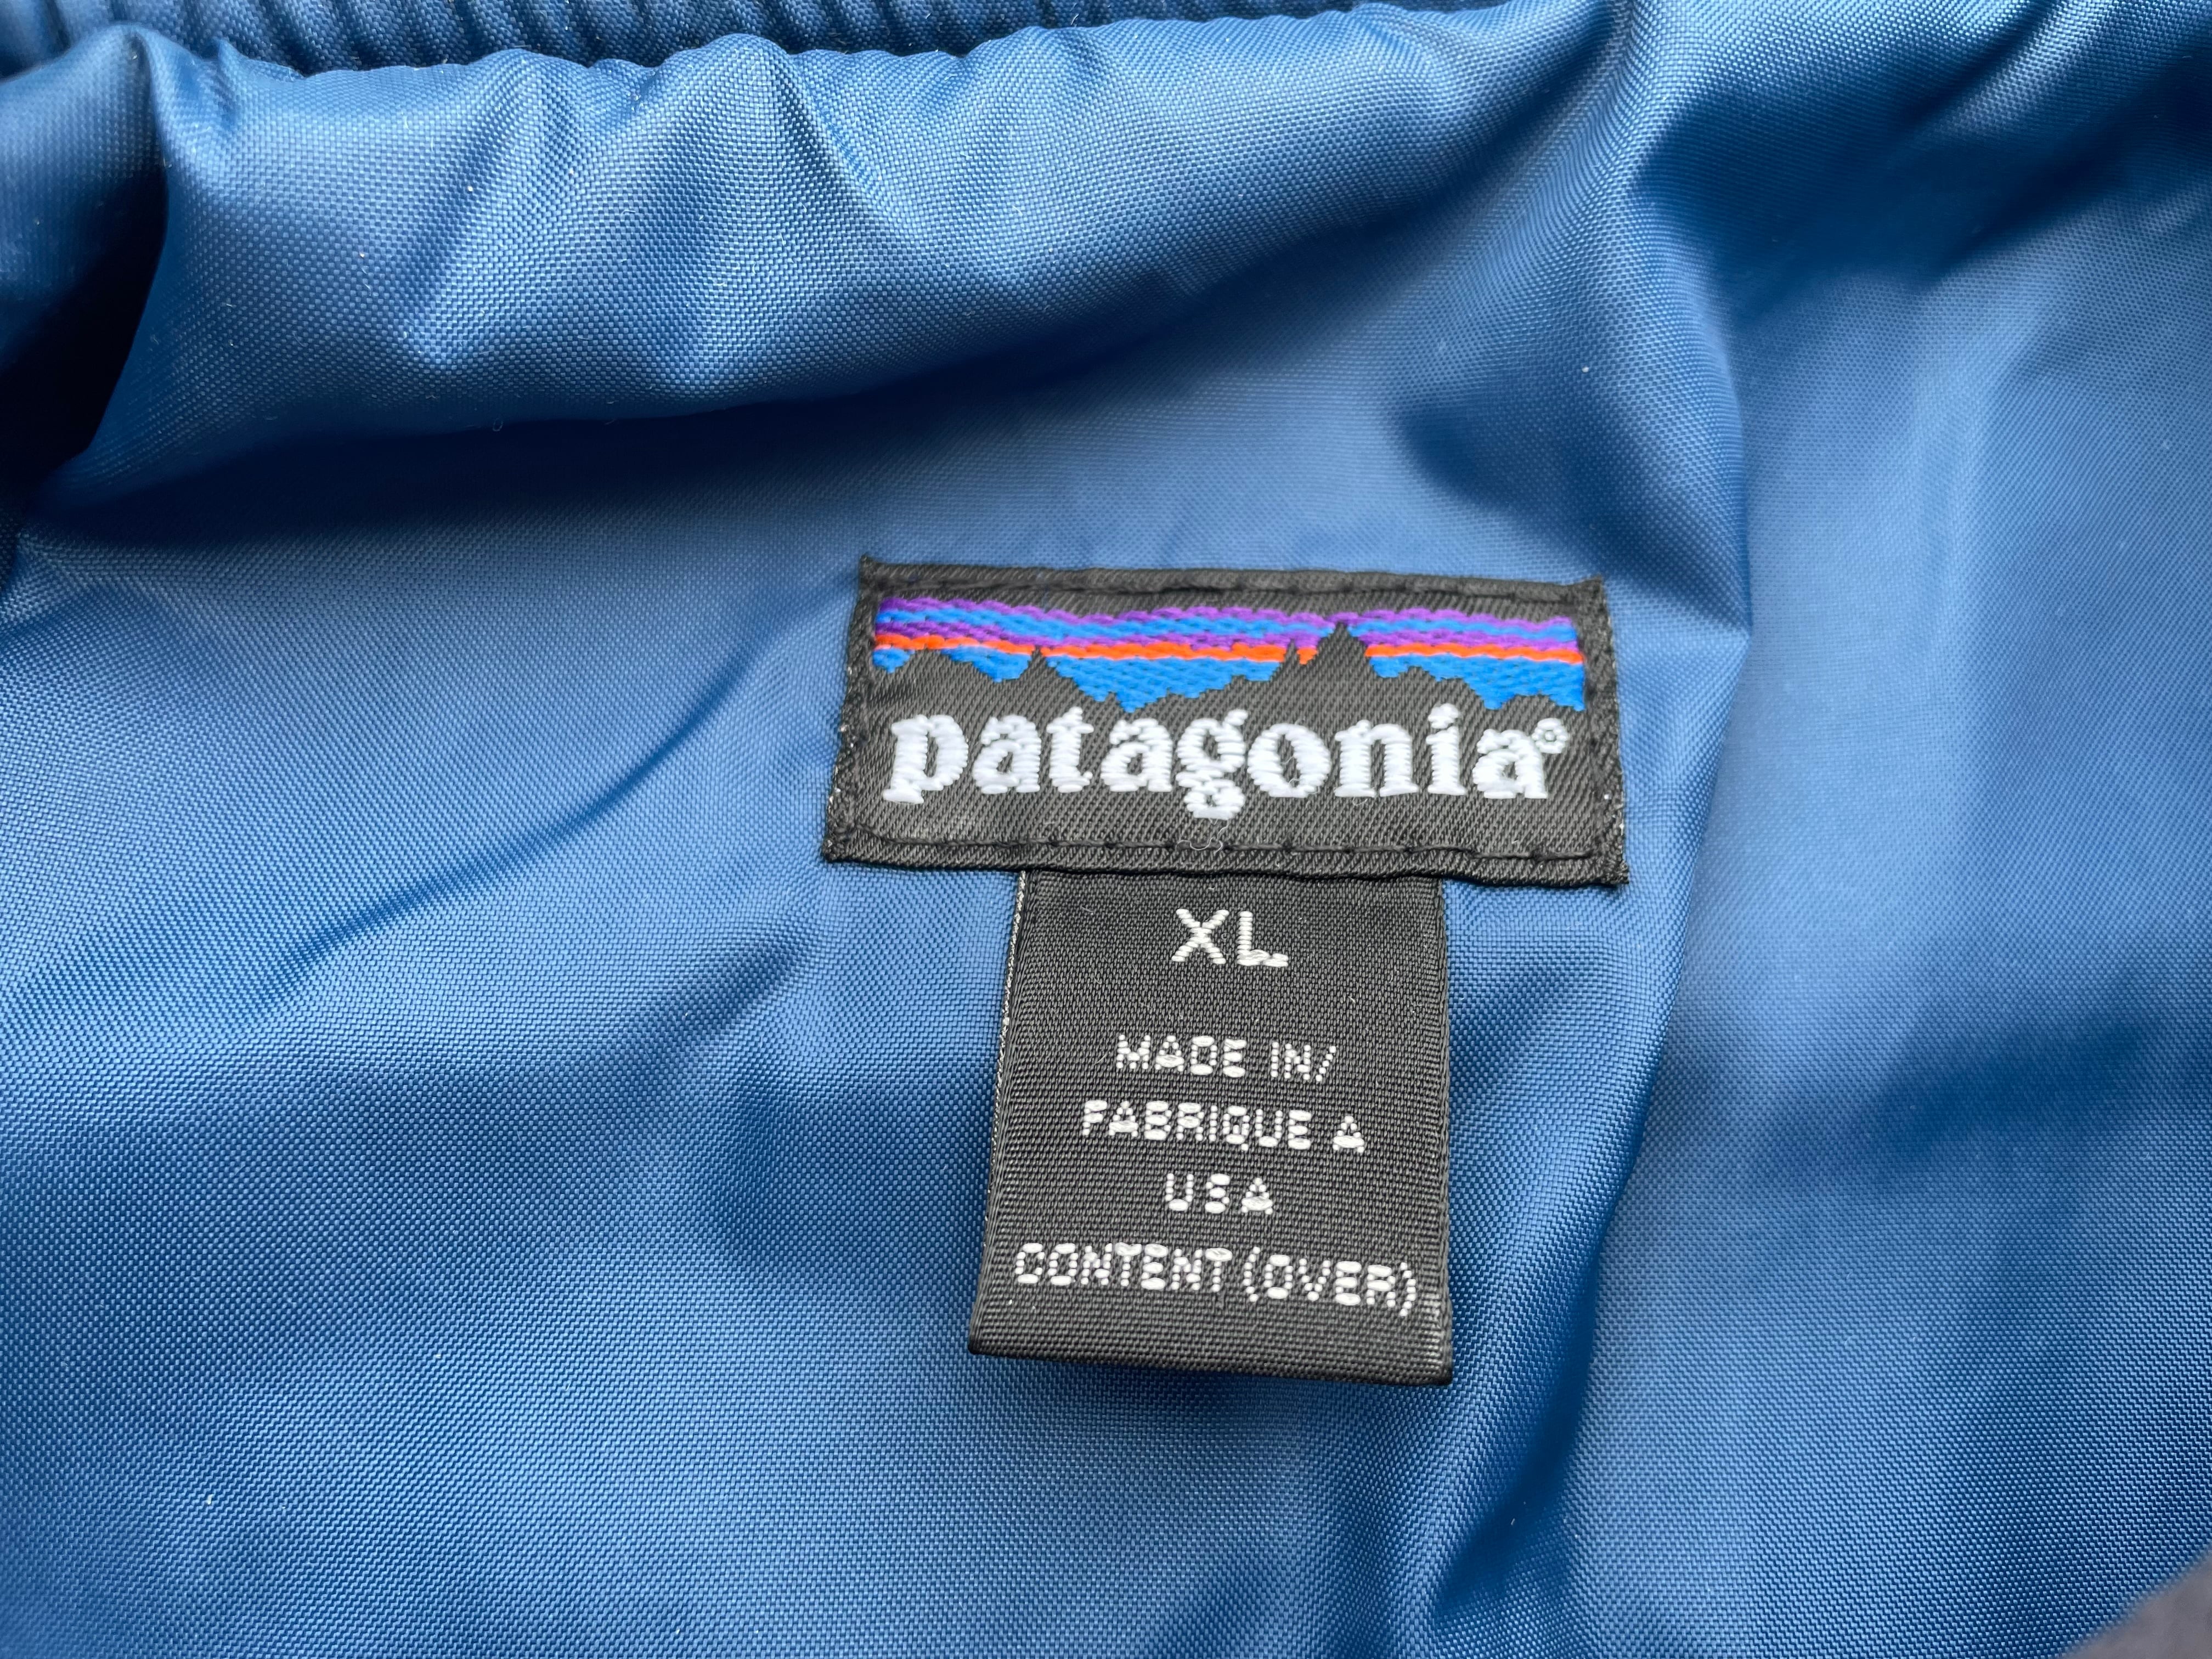 patagonia®
XL
MADE IN/
FABRIQUE A
USA
CONTENT (OVER)